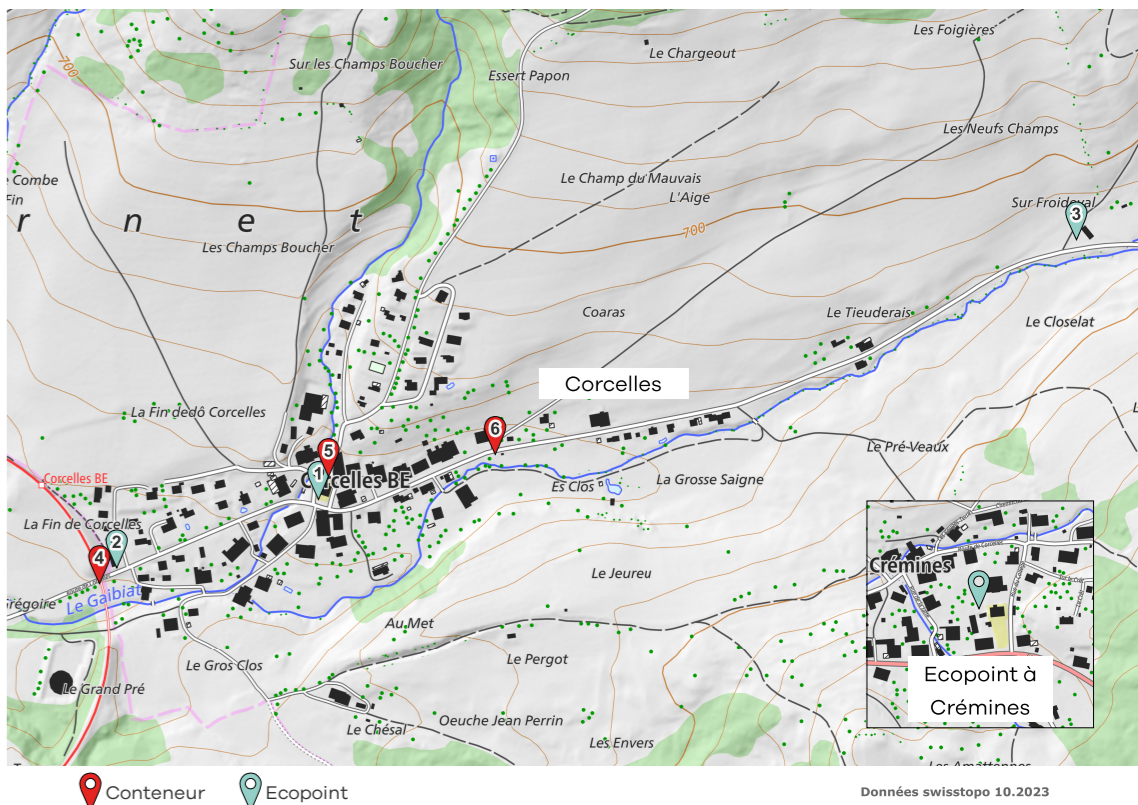 Les Foigières
Le Chargeout
Sur les Champs Boucher
700
Essert Papon
Les Neufs Champs
Combe
Fin
Le Champ du Mauvais
L'Aige
Sur Froideval
3
r n e t
700
Les Champs Boucher
Coaras
Le Tieuderais
Le Closelat
Corcelles
La Fin dedô Corcelles
6
5
Le Pré-Veaux
Corcelles BE
1
Corcelles BE
La Grosse Saigne
Es Clos
La Fin de Corcelles
2
4
Crémines
Le Jeureu
Le Gaibiat
Grégoire
Au Met
Le Gros Clos
Le Pergot
Ecopoint à
Crémines
Le Grand Pré
Oeuche Jean Perrin
Le Chésal
Les Envers
Les Amattennes
Conteneur
Ecopoint
Données swisstopo 10.2023